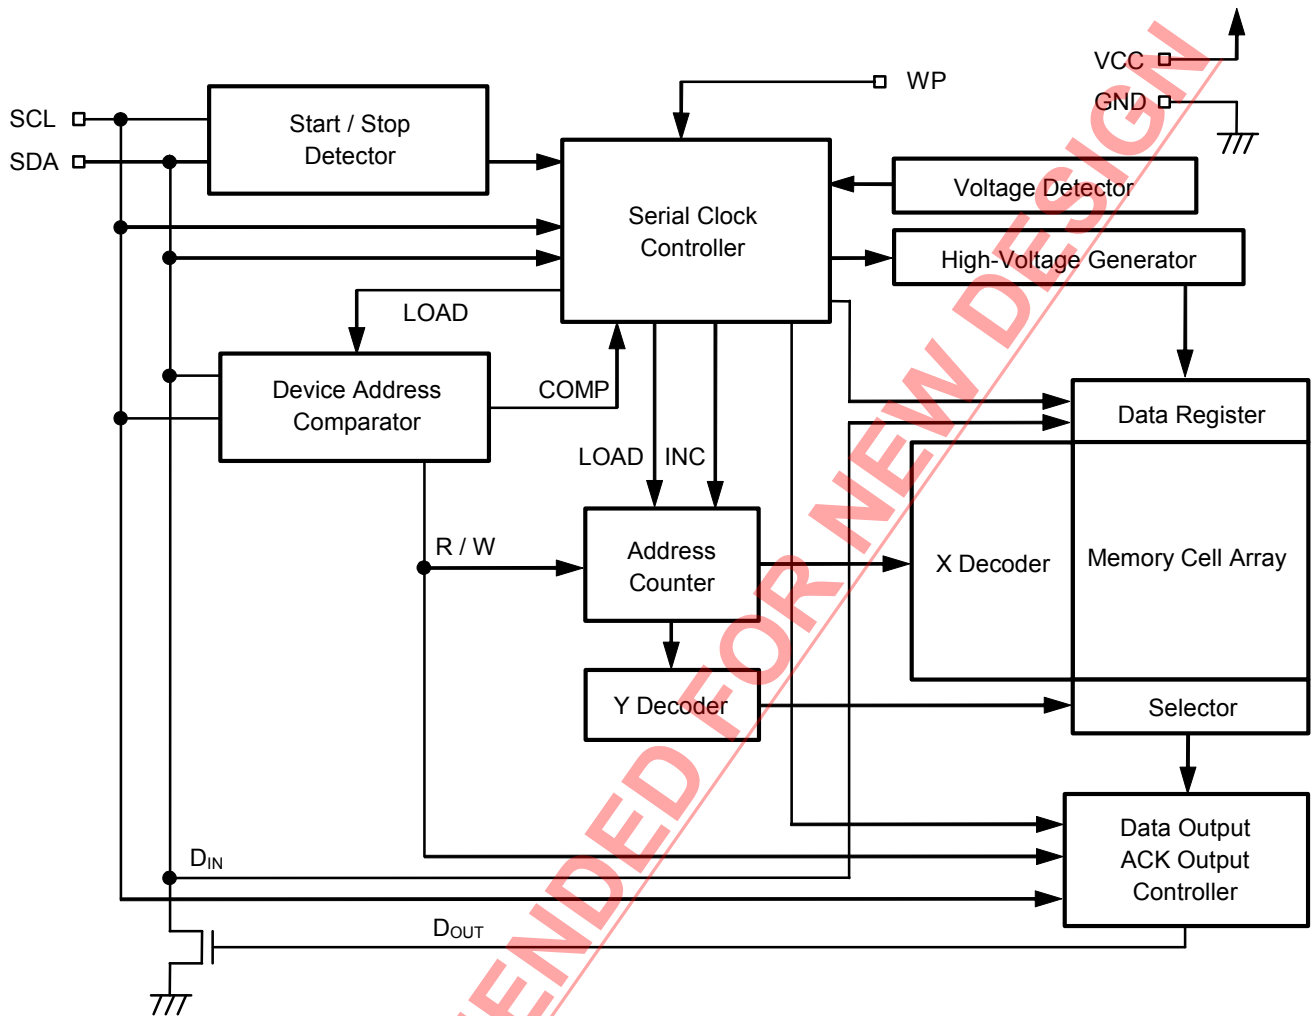 SCL
SDA
Start / Stop
Detector
WP
VCC
GND
Serial Clock
Controller
Voltage Detector
High-Voltage Generator
LOAD
Device Address
Comparator
COMP
LOAD
INC
Data Register
R / W
Address
Counter
X Decoder
Memory Cell Array
Y Decoder
Selector
Data Output
ACK Output
Controller
DIN
DOUT
ENDED FOR NEW DESIGN